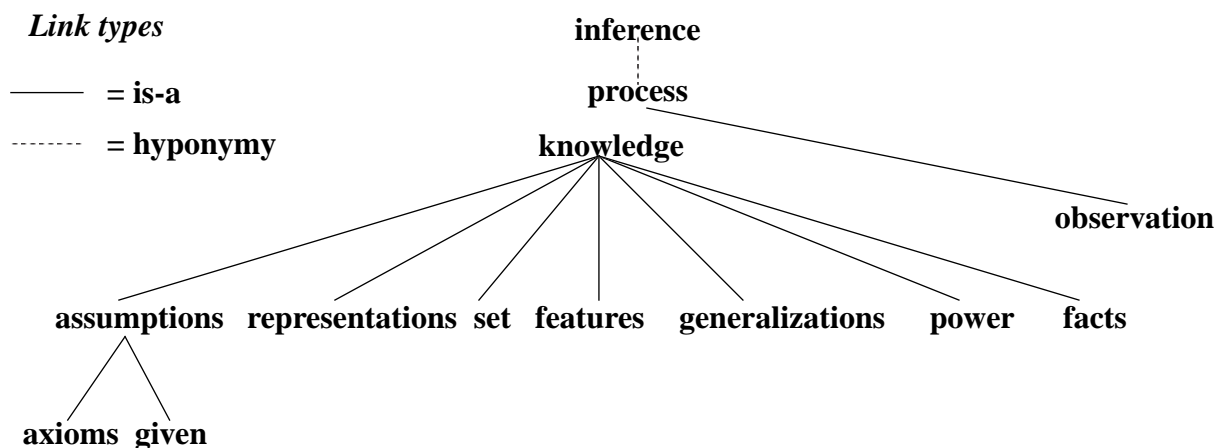 Link types
inference
= is-a
process
= hyponymy
knowledge
observation
assumptions representations set features generalizations power facts
axioms given